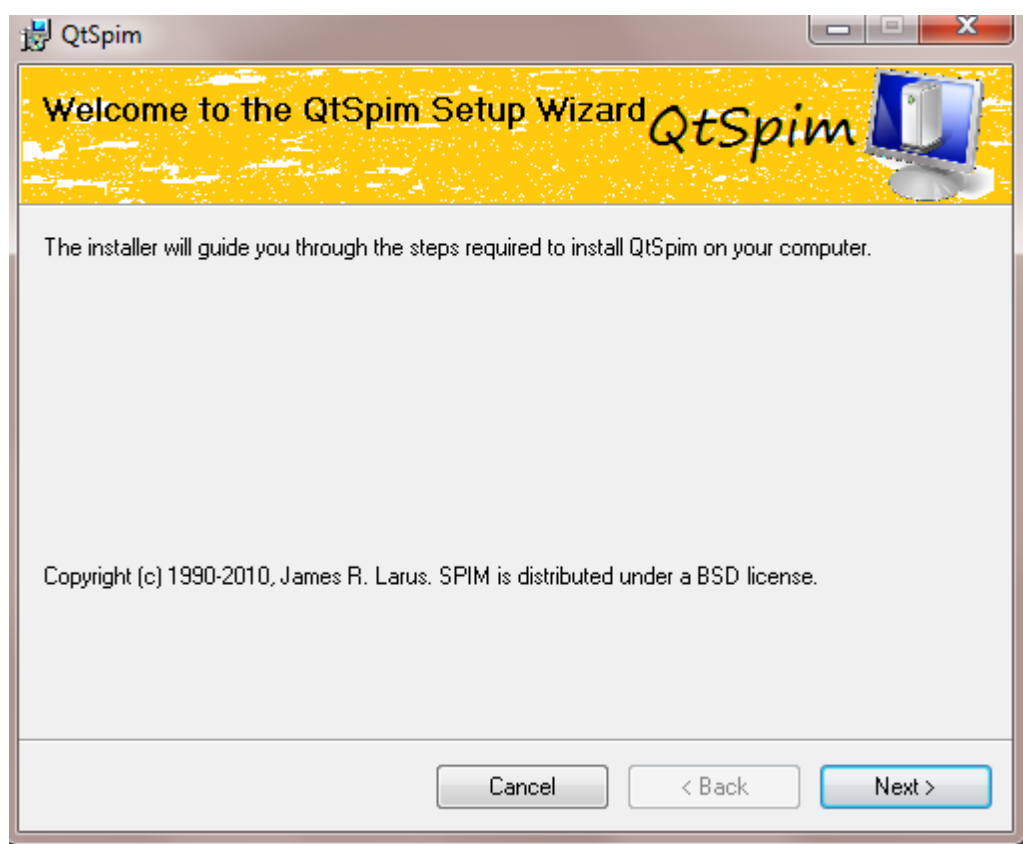 QtSpim
Welcome to the QtSpim Setup Wizard
QtSpim
The installer will guide you through the steps required to install QtSpim on your computer.
Copyright (c) 1990-2010, James R. Larus. SPIM is distributed under a BSD license.
Cancel
< Back
Next >